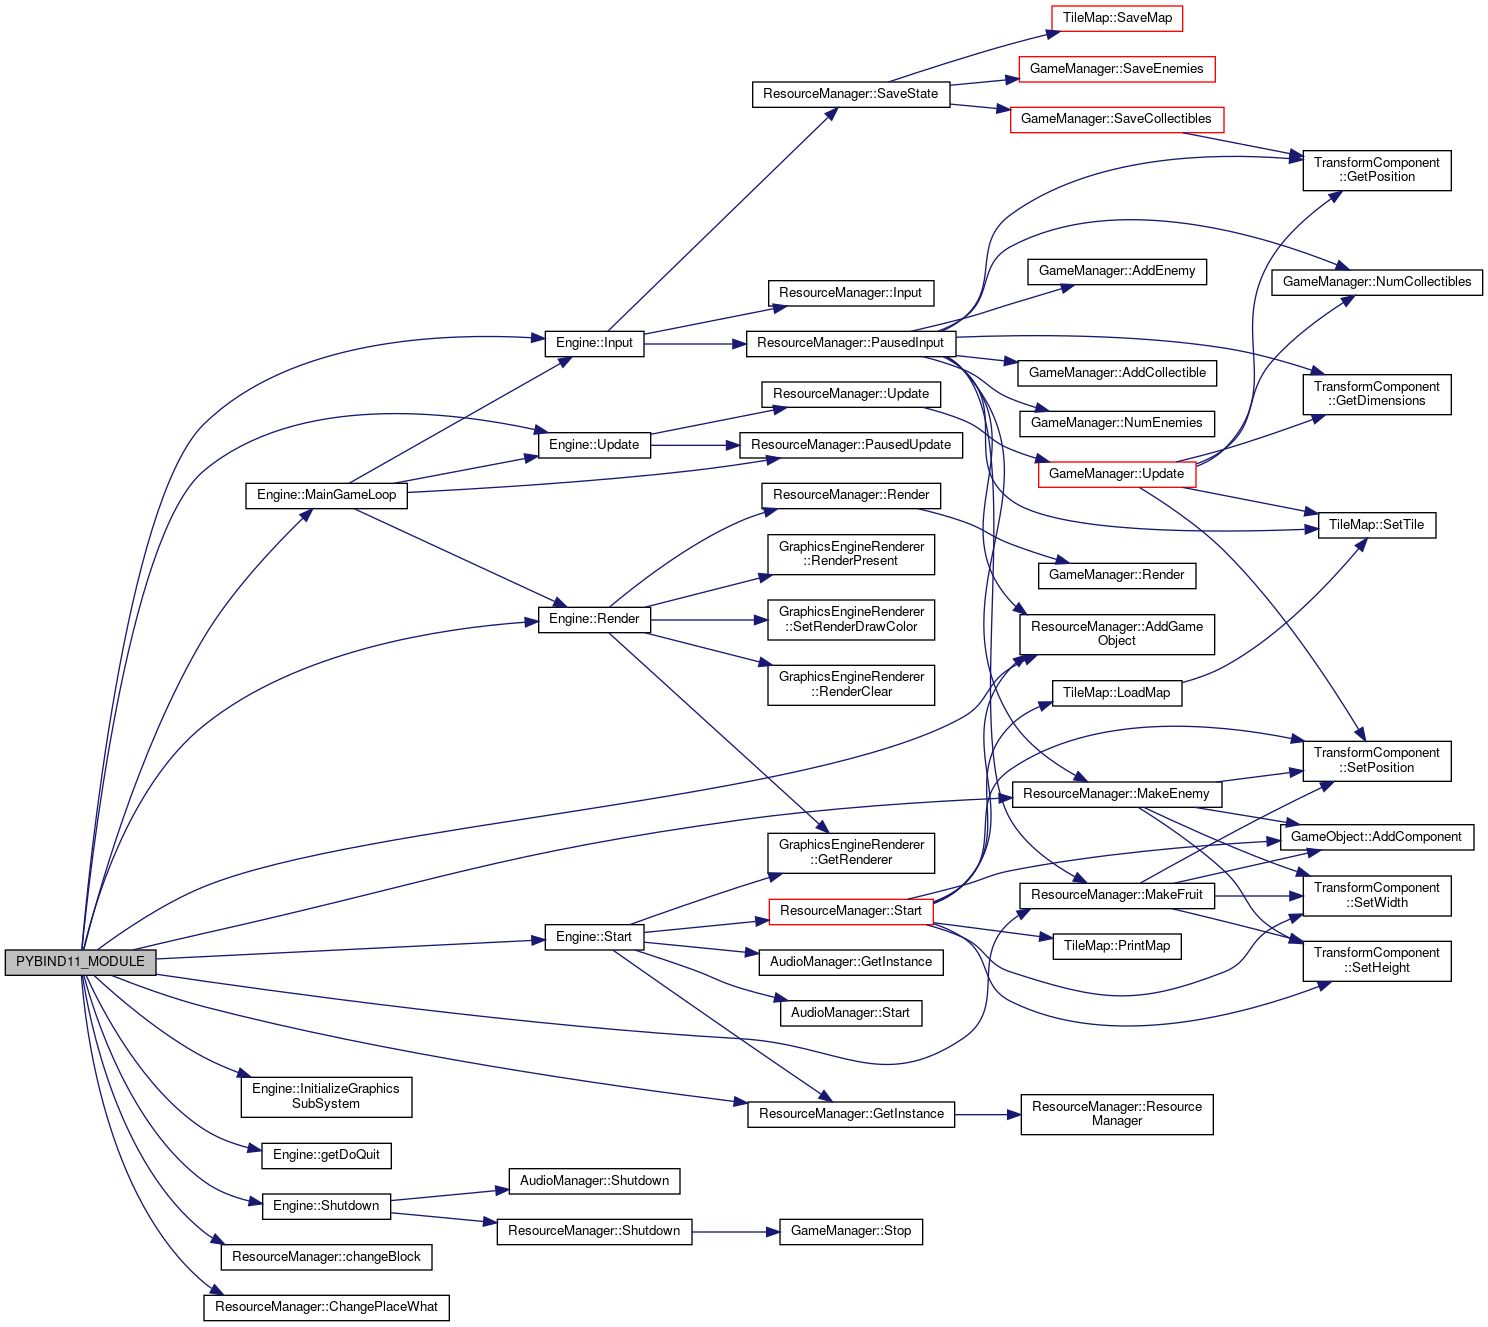 TileMap::SaveMap
GameManager::SaveEnemies
ResourceManager::SaveState
GameManager::SaveCollectibles
TransformComponent
::GetPosition
GameManager::AddEnemy
GameManager::NumCollectibles
ResourceManager::Input
Engine::Input
ResourceManager::PausedInput
GameManager::AddCollectible
TransformComponent
::GetDimensions
ResourceManager::Update
GameManager::NumEnemies
Engine::Update
ResourceManager::PausedUpdate
GameManager::Update
Engine::MainGameLoop
ResourceManager::Render
TileMap::SetTile
GraphicsEngineRenderer
::RenderPresent
GameManager::Render
Engine::Render
GraphicsEngineRenderer
::SetRenderDrawColor
ResourceManager::AddGame
Object
GraphicsEngineRenderer
::RenderClear
TileMap::LoadMap
TransformComponent
::SetPosition
ResourceManager::MakeEnemy
GameObject::AddComponent
GraphicsEngineRenderer
::GetRenderer
ResourceManager::MakeFruit
TransformComponent
::SetWidth
ResourceManager::Start
Engine::Start
TileMap::PrintMap
PYBIND11_MODULE
AudioManager::GetInstance
TransformComponent
::SetHeight
AudioManager::Start
Engine::InitializeGraphics
SubSystem
ResourceManager::GetInstance
ResourceManager::Resource
Manager
Engine::getDoQuit
AudioManager::Shutdown
Engine::Shutdown
ResourceManager::Shutdown
GameManager::Stop
ResourceManager::changeBlock
ResourceManager::ChangePlaceWhat